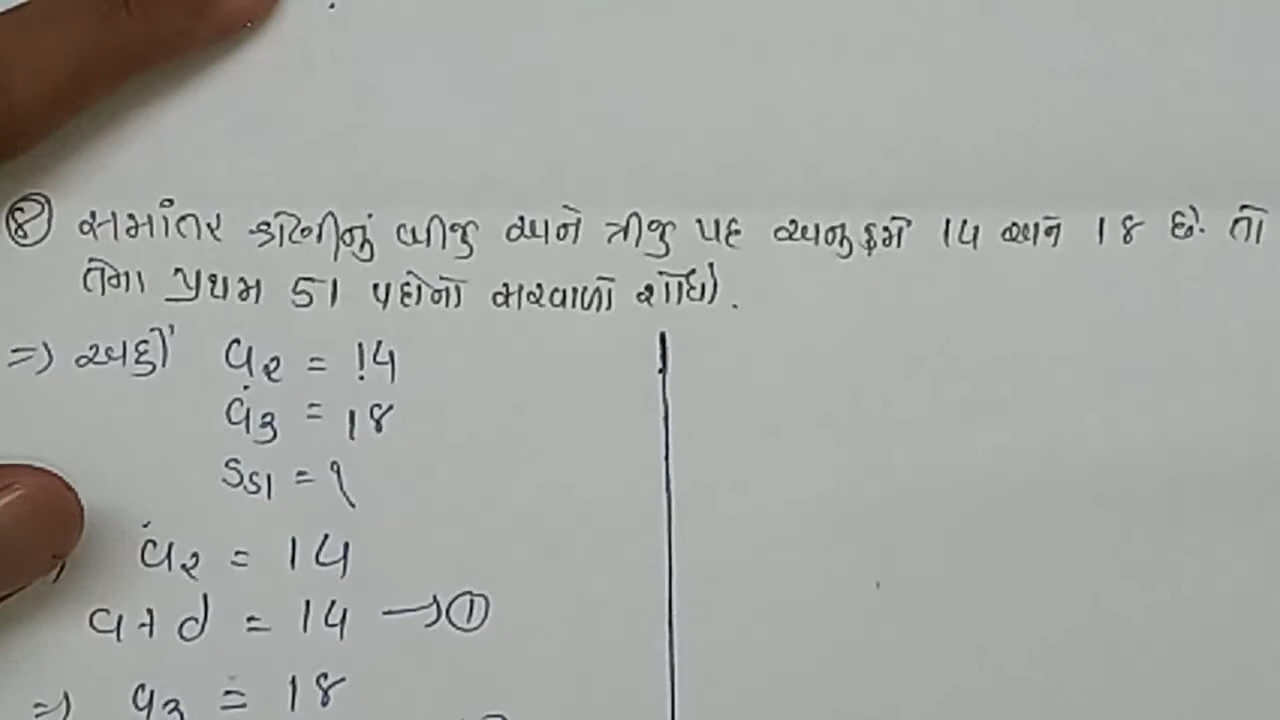 ⑧ સમાંતર શ્રેણીનું બીજુ અને ત્રીજુ પદ અનુક્રમે 14 અને 18 છે. તો
તેના પ્રથમ 51 પદોનો સરવાળો શોધો.
=> અહીં a₂ = 14
a₃ = 18
S₅₁ = ?
a₂ = 14
a + d = 14 → ①
=> a₃ = 18